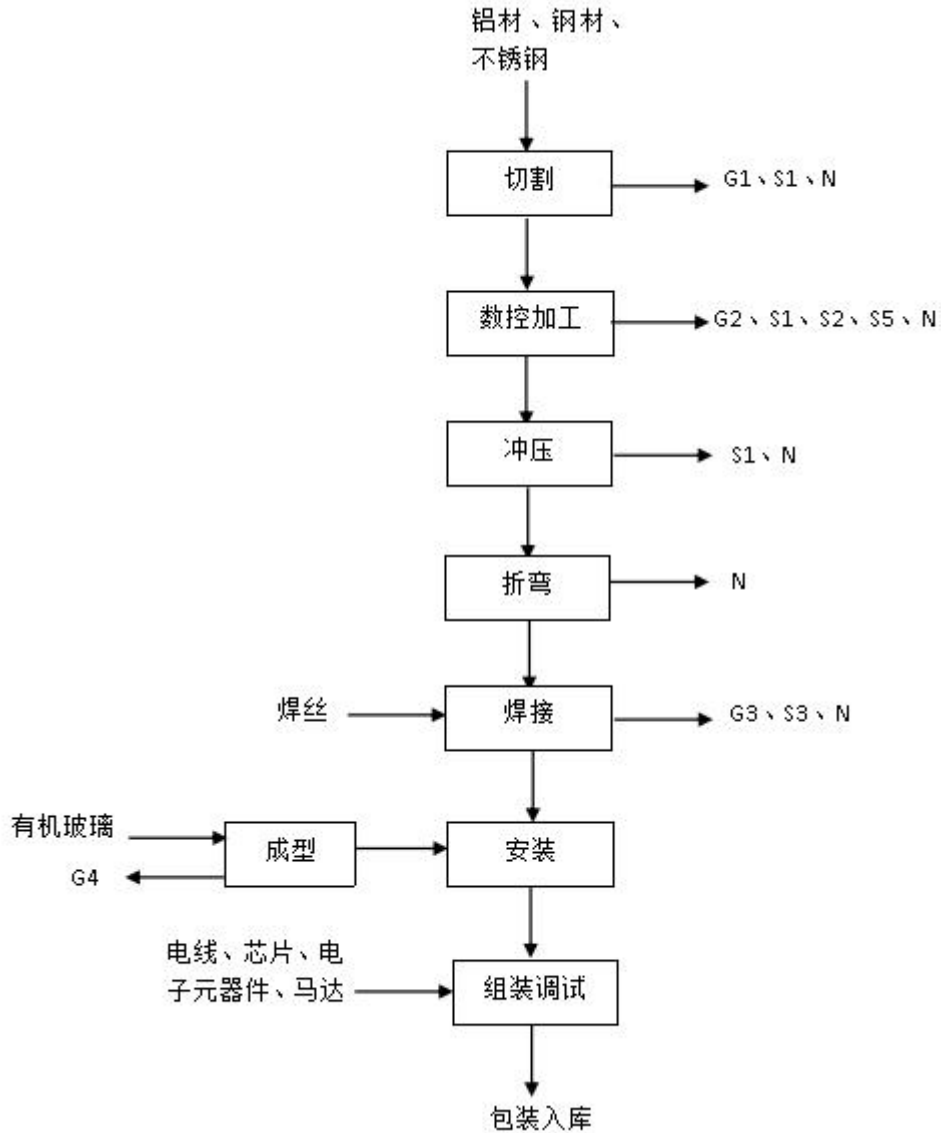 铝材、钢材、
不锈钢
切割
G1、S1、N
数控加工
G2、S1、S2、S5、N
冲压
S1、N
折弯
N
焊丝
焊接
G3、S3、N
有机玻璃
成型
安装
G4
电线、芯片、电
子元器件、马达
组装调试
包装入库